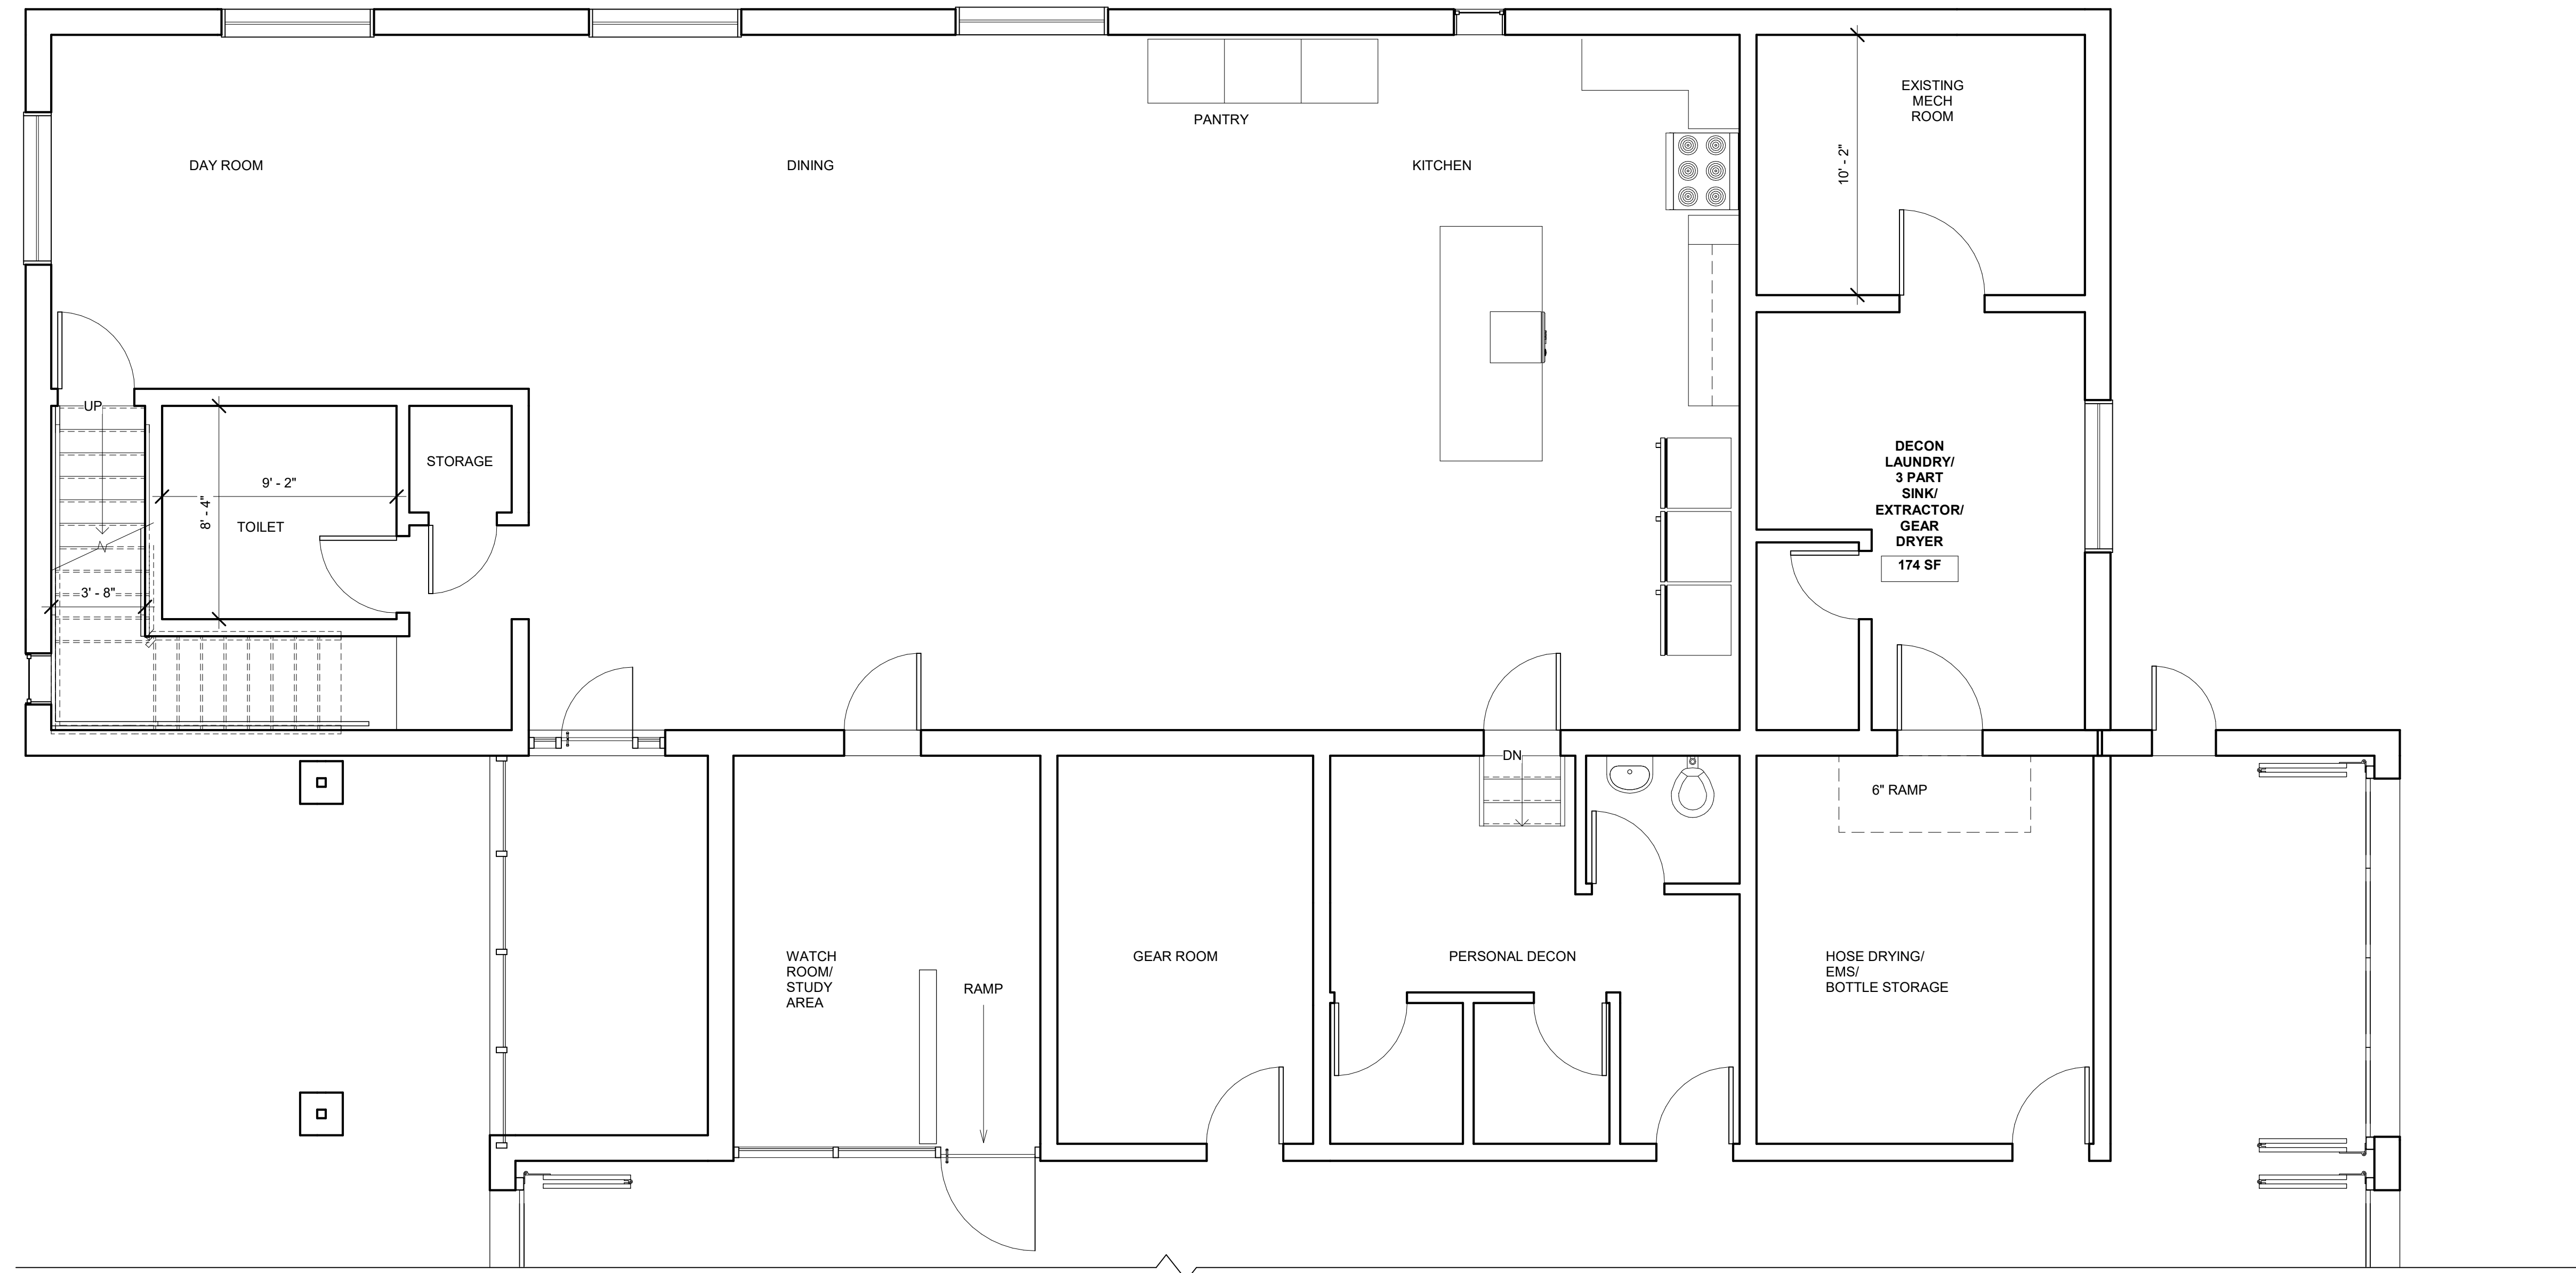 EXISTING
MECH
ROOM
PANTRY
10' - 2"
DAY ROOM
DINING
KITCHEN
UP
STORAGE
9' - 2"
8' - 4"
TOILET
3' - 8"
DECON
LAUNDRY/
3 PART
SINK/
EXTRACTOR/
GEAR
DRYER
174 SF
DN
6" RAMP
WATCH
ROOM/
STUDY
AREA
RAMP
GEAR ROOM
PERSONAL DECON
HOSE DRYING/
EMS/
BOTTLE STORAGE